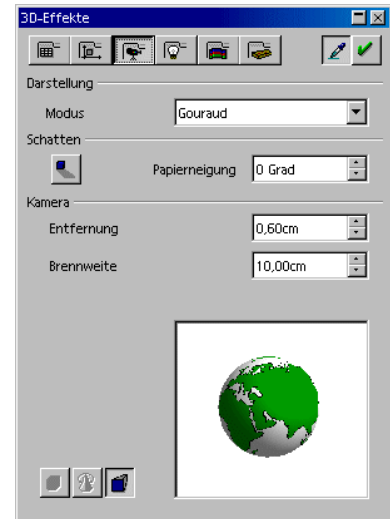 3D-Effekte
Darstellung
Modus Gouraud
Schatten
Papierneigung 0 Grad
Kamera
Entfernung 0,60cm
Brennweite 10,00cm